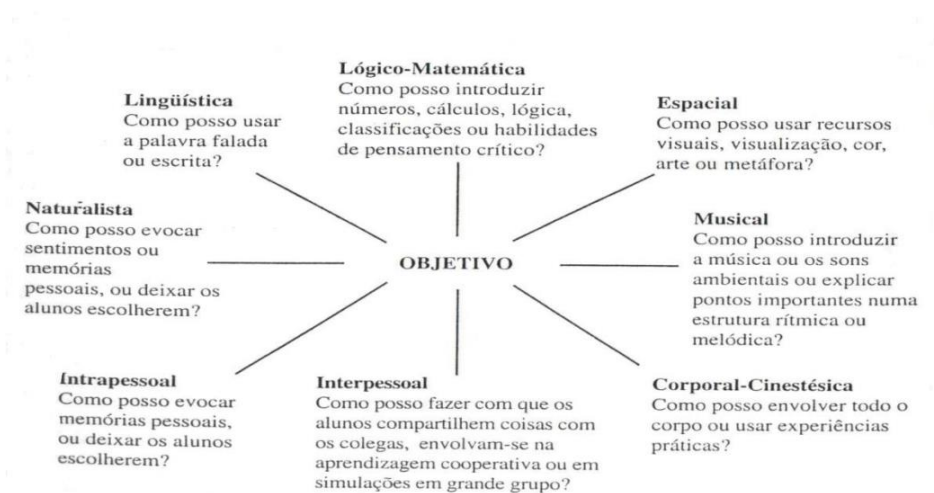 Lógico-Matemática
Como posso introduzir
números, cálculos, lógica,
classificações ou habilidades
de pensamento crítico?
Lingüística
Como posso usar
a palavra falada
ou escrita?
Espacial
Como posso usar recursos
visuais, visualização, cor,
arte ou metáfora?
Naturalista
Como posso evocar
sentimentos ou
memórias
pessoais, ou deixar os
alunos escolherem?
OBJETIVO
Musical
Como posso introduzir
a música ou os sons
ambientais ou explicar
pontos importantes numa
estrutura rítmica ou
melódica?
Intrapessoal
Como posso evocar
memórias pessoais,
ou deixar os alunos
escolherem?
Interpessoal
Como posso fazer com que os
alunos compartilhem coisas com
os colegas, envolvam-se na
aprendizagem cooperativa ou em
simulações em grande grupo?
Corporal-Cinestésica
Como posso envolver todo o
corpo ou usar experiências
práticas?